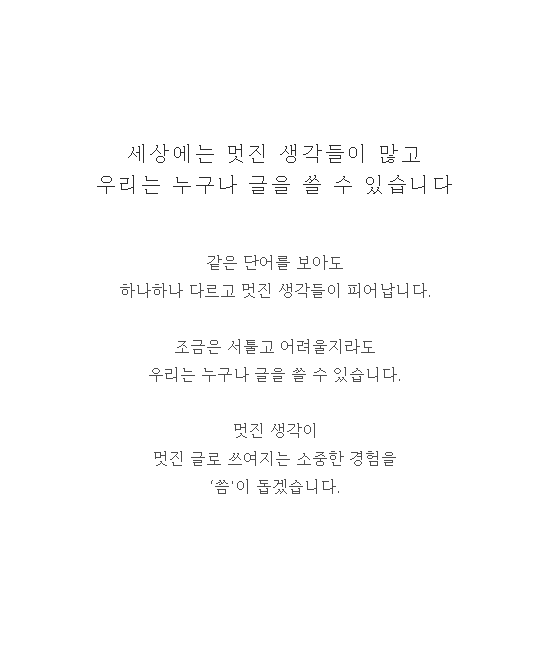 세상에는 멋진 생각들이 많고
우리는 누구나 글을 쓸 수 있습니다
같은 단어를 보아도
하나하나 다르고 멋진 생각들이 피어납니다.
조금은 서툴고 어려울지라도
우리는 누구나 글을 쓸 수 있습니다.
멋진 생각이
멋진 글로 쓰여지는 소중한 경험을
‘씀’이 돕겠습니다.